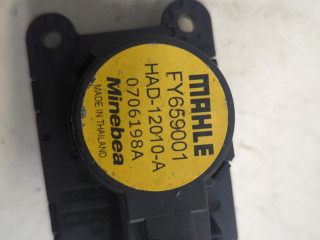 MAHLE
FY659001
HAD-12010-A
0706198A
Minebea
MADE IN THAILAND